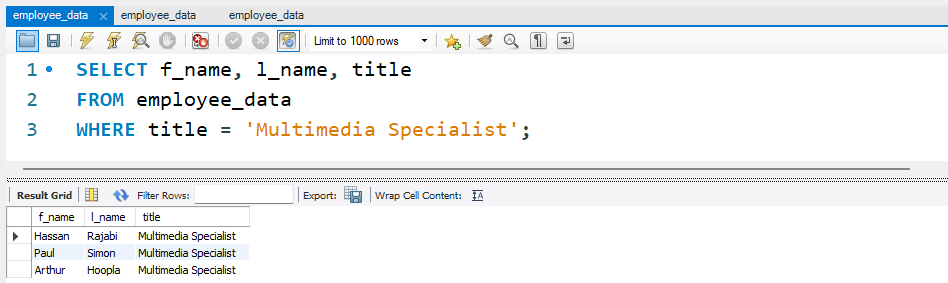 employee_data × employee_data employee_data
Limit to 1000 rows
1 SELECT f_name, l_name, title
2 FROM employee_data
3 WHERE title = 'Multimedia Specialist';
Result Grid Filter Rows: Export: Wrap Cell Content:
f_name l_name title
Hassan Rajabi Multimedia Specialist
Paul Simon Multimedia Specialist
Arthur Hoopla Multimedia Specialist